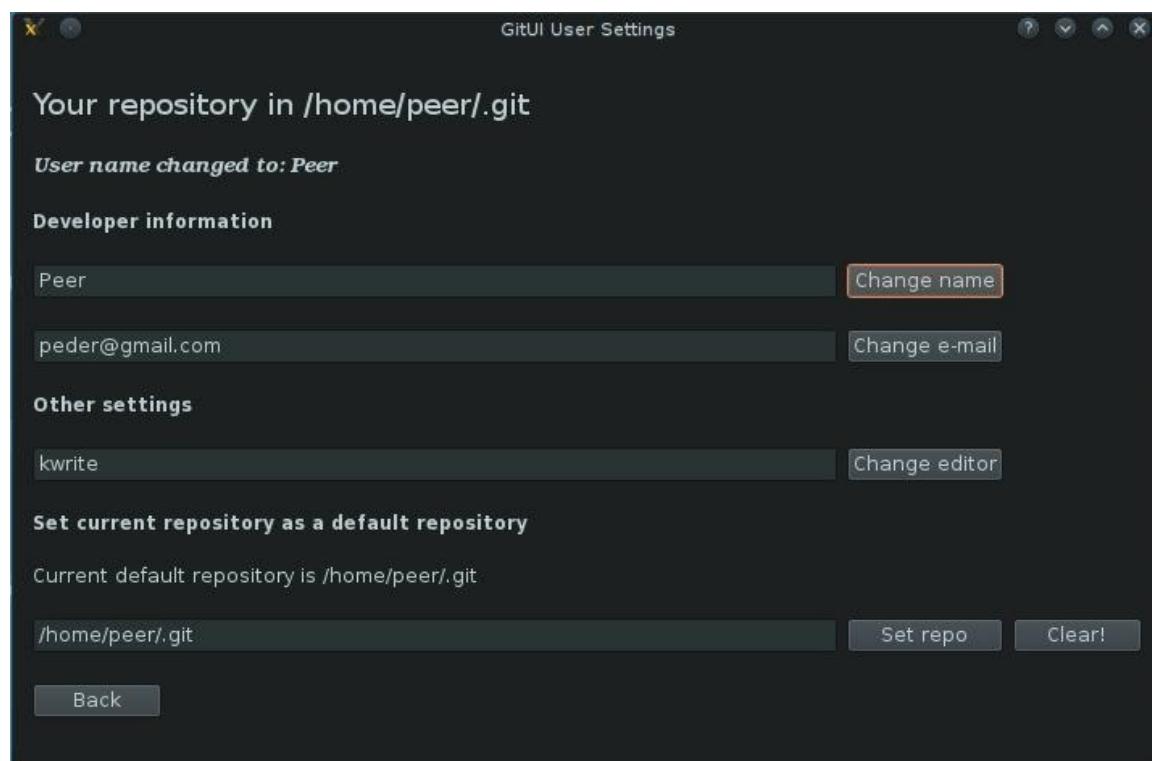 GitUI User Settings
Your repository in /home/peer/.git
User name changed to: Peer
Developer information
Peer
Change name
peder@gmail.com
Change e-mail
Other settings
kwrite
Change editor
Set current repository as a default repository
Current default repository is /home/peer/.git
/home/peer/.git
Set repo
Clear!
Back